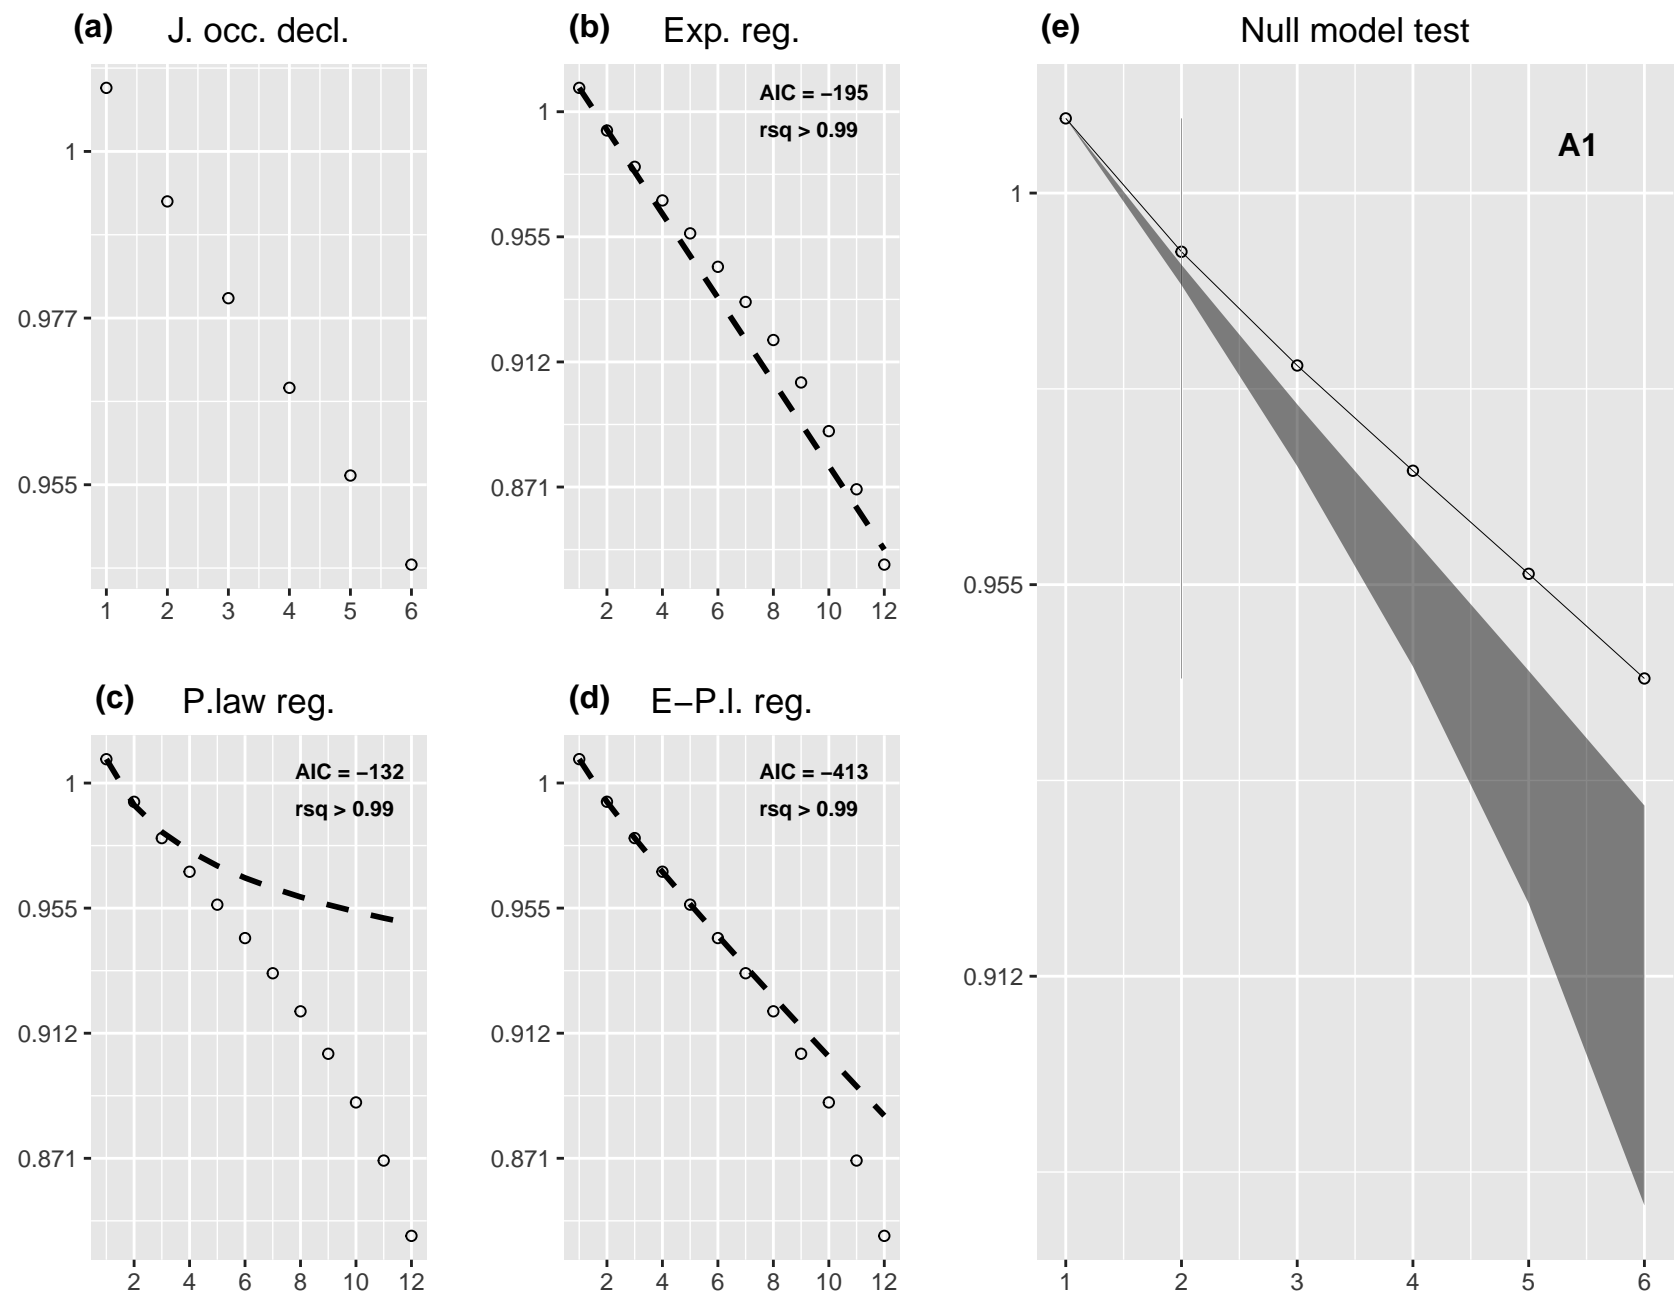 (a) J. occ. decl.
1
0.977
0.955
1 2 3 4 5 6
(b) Exp. reg.
AIC = −195
rsq > 0.99
1
0.955
0.912
0.871
2 4 6 8 10 12
(c) P.law reg.
AIC = −132
rsq > 0.99
1
0.955
0.912
0.871
2 4 6 8 10 12
(d) E−P.l. reg.
AIC = −413
rsq > 0.99
1
0.955
0.912
0.871
2 4 6 8 10 12
(e) Null model test
A1
1
0.955
0.912
1 2 3 4 5 6